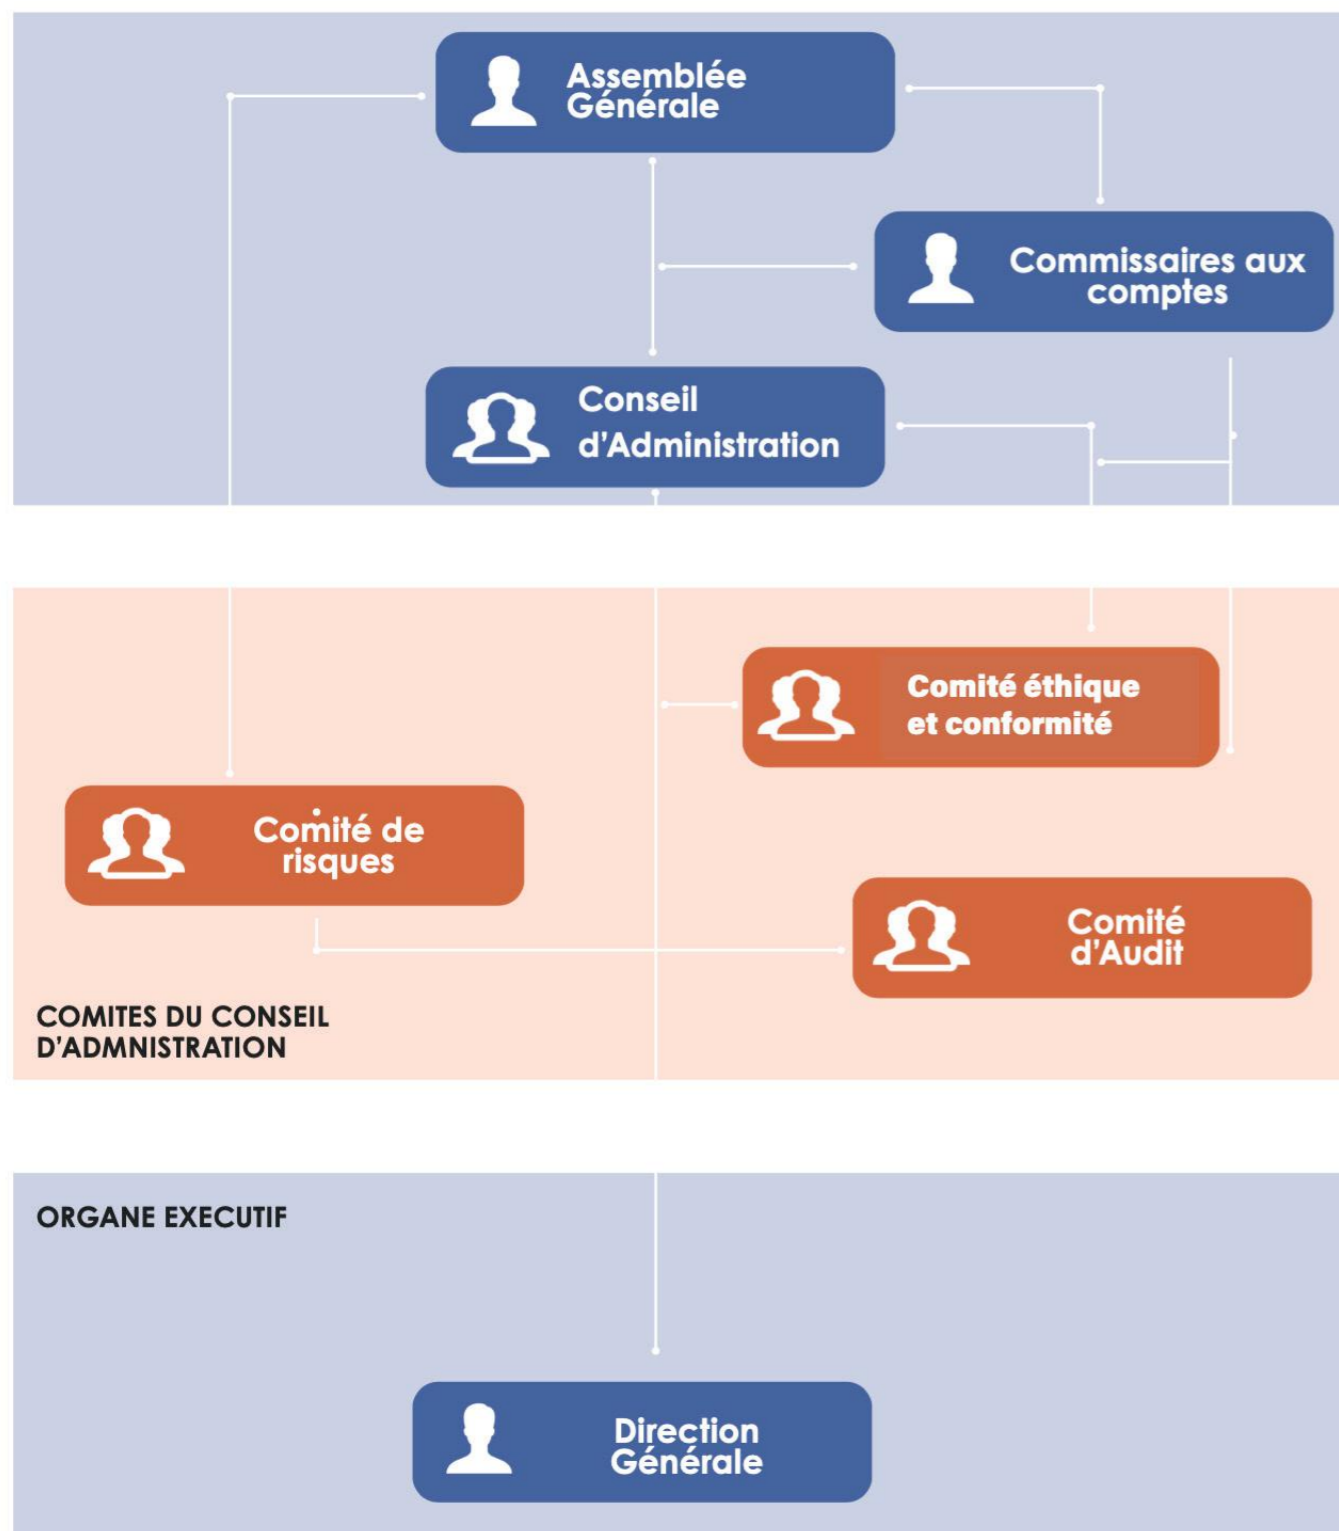 Assemblée
Générale
Commissaires aux
comptes
Conseil
d'Administration
Comité éthique
et conformité
Comité de
risques
Comité
d'Audit
COMITES DU CONSEIL
D'ADMNISTRATION
ORGANE EXECUTIF
Direction
Générale